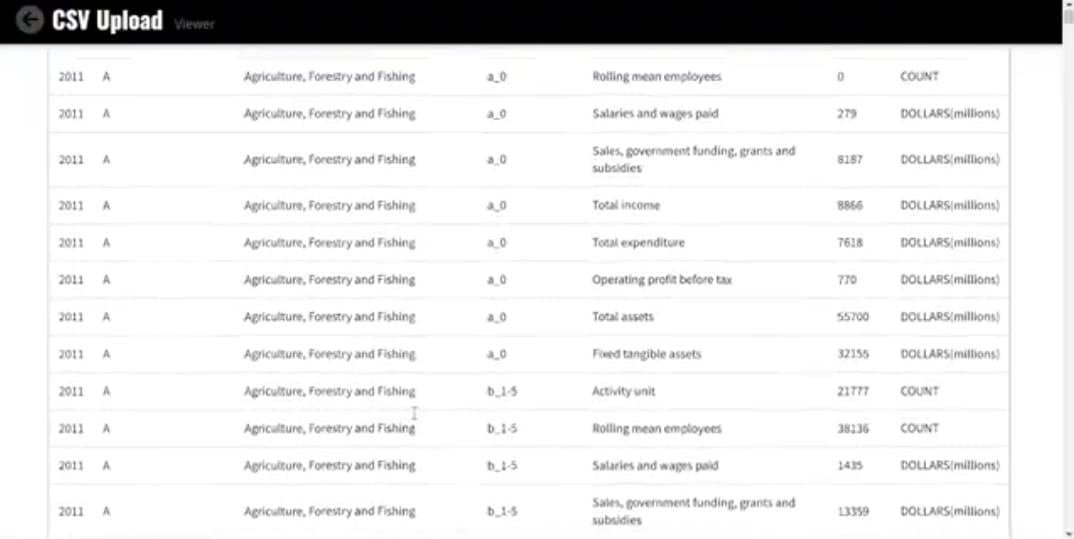 CSV Upload Viewer
2011 A Agriculture, Forestry and Fishing a_0 Rolling mean employees 0 COUNT
2011 A Agriculture, Forestry and Fishing a_0 Salaries and wages paid 279 DOLLARS(millions)
2011 A Agriculture, Forestry and Fishing a_0 Sales, government funding, grants and
subsidies 8187 DOLLARS(millions)
2011 A Agriculture, Forestry and Fishing a_0 Total income 8866 DOLLARS(millions)
2011 A Agriculture, Forestry and Fishing a_0 Total expenditure 7618 DOLLARS(millions)
2011 A Agriculture, Forestry and Fishing a_0 Operating profit before tax 770 DOLLARS(millions)
2011 A Agriculture, Forestry and Fishing a_0 Total assets 55700 DOLLARS(millions)
2011 A Agriculture, Forestry and Fishing a_0 Fixed tangible assets 32155 DOLLARS(millions)
2011 A Agriculture, Forestry and Fishing b_1-5 Activity unit 21777 COUNT
2011 A Agriculture, Forestry and Fishing b_1-5 Rolling mean employees 38136 COUNT
2011 A Agriculture, Forestry and Fishing b_1-5 Salaries and wages paid 1435 DOLLARS(millions)
2011 A Agriculture, Forestry and Fishing b_1-5 Sales, government funding, grants and
subsidies 13359 DOLLARS(millions)